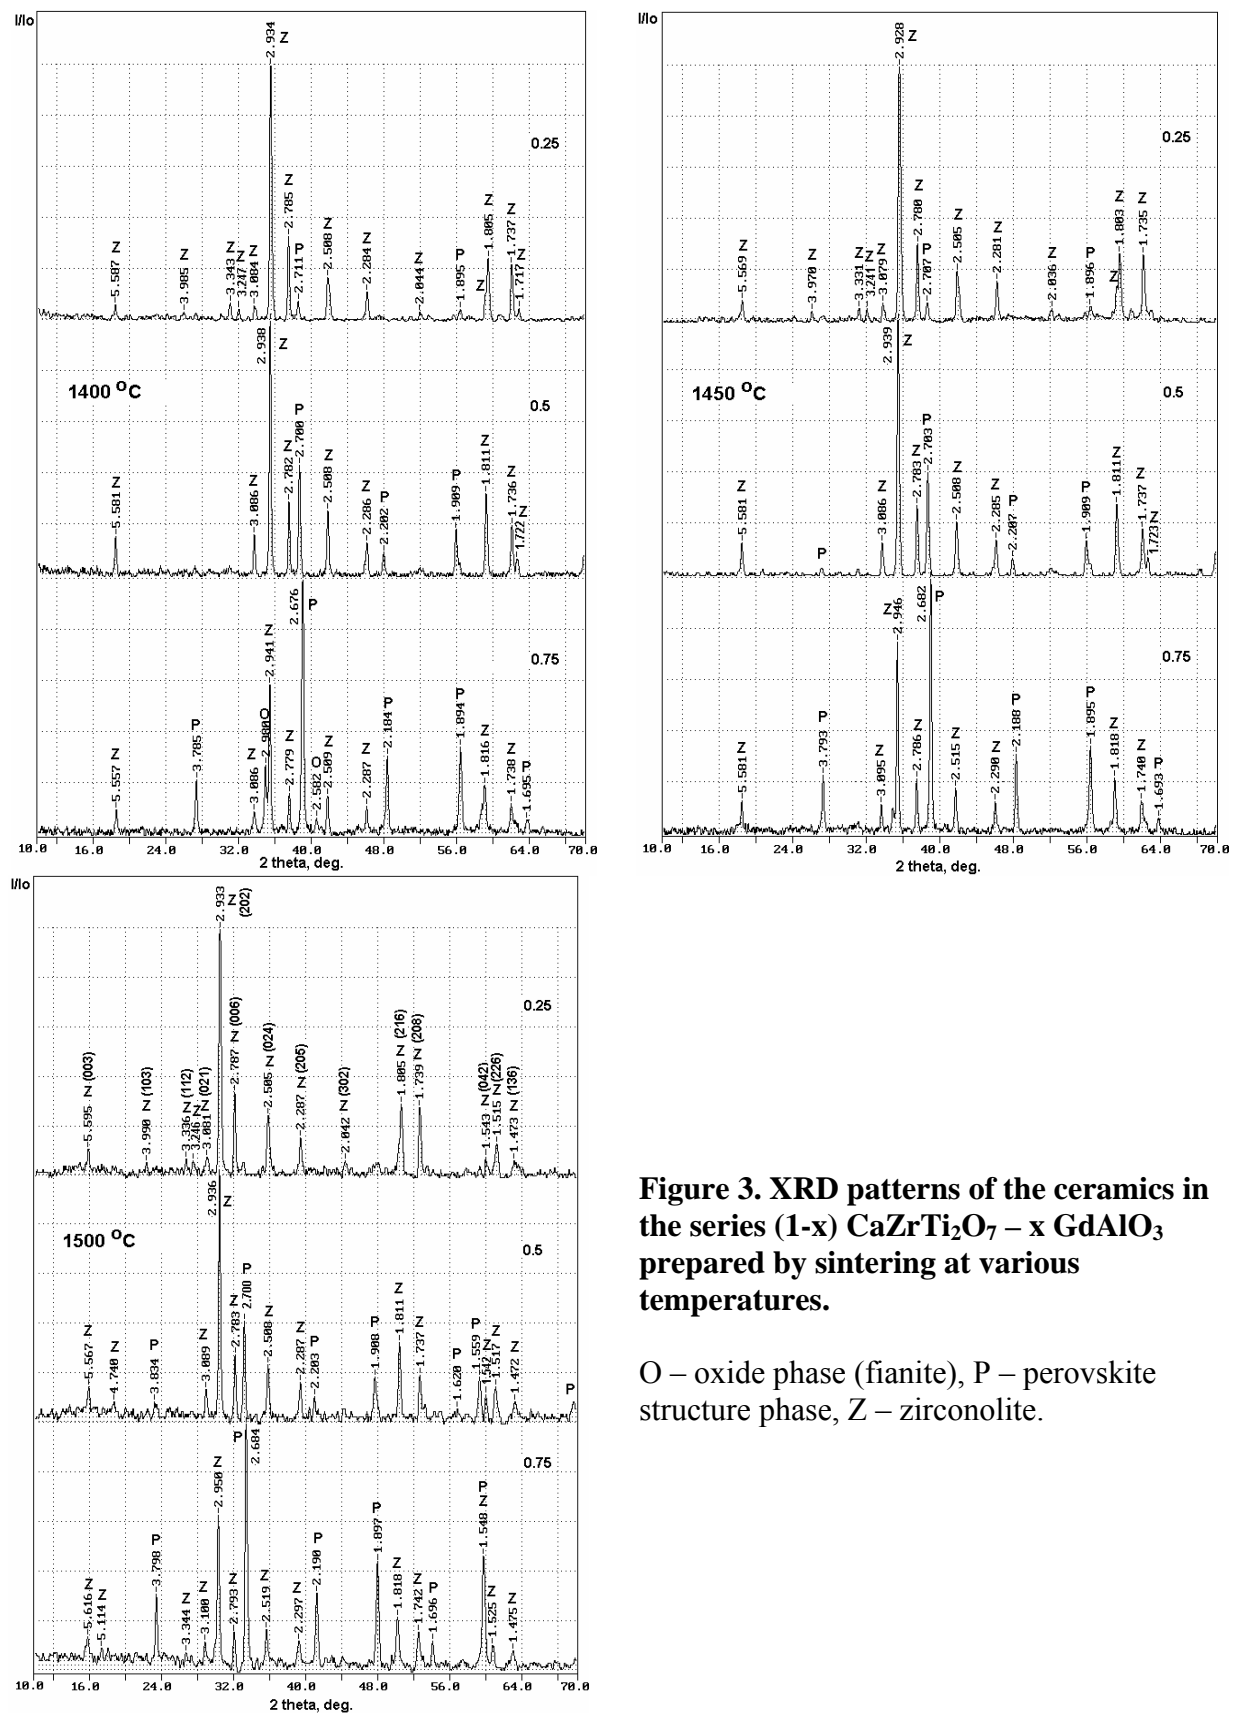 I/Io
2.934 Z
0.25
5.587 Z
3.985 Z
3.343 Z
3.247 Z
3.084 Z
2.785 Z
2.711 P
2.508 Z
2.284 Z
2.044 Z
1.895 P
Z
1.805 Z
1.737 Z
1.717 Z
2.938 Z
1400 OC
0.5
5.581 Z
3.086 Z
2.782 Z
2.700 P
2.508 Z
2.286 Z
2.202 P
1.909 P
1.811 Z
1.736 Z
1.722 Z
2.676 P
0.75
5.557 Z
3.785 P
3.086 Z
O
2.941 Z
2.779 Z
2.582 O
2.509 Z
2.287 Z
2.184 P
1.894 P
1.816 Z
1.738 Z
1.695 P
10.0 24.0 32.0 40.0 48.0 56.0 64.0 70.0
2 theta, deg.
I/Io
2.928 Z
0.25
5.569 Z
3.970 Z
3.331 Z
3.241 Z
3.079 Z
2.780 Z
2.707 P
2.505 Z
2.281 Z
2.036 Z
1.896 P
Z
1.803 Z
1.735 Z
2.939 Z
1450 OC
0.5
5.581 Z
P
3.086 Z
2.783 Z
2.703 P
2.508 Z
2.285 Z
2.207 P
1.909 P
1.811 Z
1.737 Z
1.723 Z
2.682 P
0.75
5.581 Z
3.793 P
3.095 Z
2.946 Z
2.786 Z
2.515 Z
2.290 Z
2.188 P
1.895 P
1.818 Z
1.740 Z
1.693 P
10.0 24.0 32.0 40.0 48.0 56.0 64.0 70.0
2 theta, deg.
I/Io
2.933 Z (202)
0.25
5.595 Z (003)
3.990 Z (103)
3.336 Z (112)
3.246 Z
3.081 Z (021)
2.787 Z (006)
2.505 Z (024)
2.287 Z (205)
2.042 Z (302)
1.805 Z (216)
1.739 Z (208)
1.543 Z (042)
1.515 Z (226)
1.473 Z (136)
2.936 Z
1500 OC
0.5
5.567 Z
4.740 Z
3.834 P
3.089 Z
2.783 Z
2.700 P
2.508 Z
2.287 Z
2.203 P
1.908 P
1.811 Z
1.737 Z
1.620 P
1.559 P
1.542 Z
1.517 Z
1.472 Z
P
P 2.684
0.75
5.616 Z
5.114 Z
3.798 P
3.344 Z
3.100 Z
2.950 Z
2.793 Z
2.519 Z
2.297 Z
2.190 P
1.897 P
1.818 Z
1.742 Z
1.696 P
1.548 Z P
1.525 Z
1.475 Z
10.0 24.0 32.0 40.0 48.0 56.0 64.0 70.0
2 theta, deg.
Figure 3. XRD patterns of the ceramics in
the series (1-x) CaZrTi₂O₇ – x GdAlO₃
prepared by sintering at various
temperatures.
O – oxide phase (fianite), P – perovskite
structure phase, Z – zirconolite.